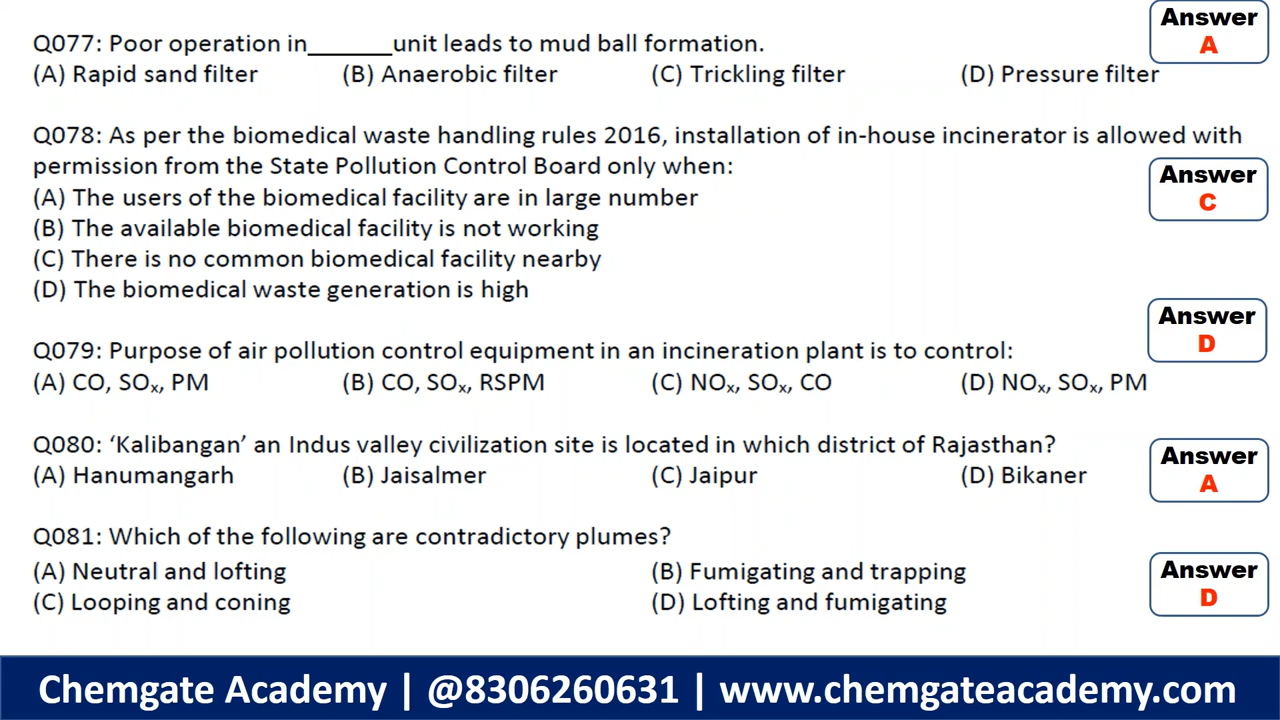 Q077: Poor operation in______unit leads to mud ball formation.
Answer
A
(A) Rapid sand filter (B) Anaerobic filter (C) Trickling filter (D) Pressure filter
Q078: As per the biomedical waste handling rules 2016, installation of in-house incinerator is allowed with
permission from the State Pollution Control Board only when:
Answer
C
(A) The users of the biomedical facility are in large number
(B) The available biomedical facility is not working
(C) There is no common biomedical facility nearby
(D) The biomedical waste generation is high
Answer
D
Q079: Purpose of air pollution control equipment in an incineration plant is to control:
(A) CO, SOₓ, PM (B) CO, SOₓ, RSPM (C) NOₓ, SOₓ, CO (D) NOₓ, SOₓ, PM
Q080: ‘Kalibangan’ an Indus valley civilization site is located in which district of Rajasthan?
Answer
A
(A) Hanumangarh (B) Jaisalmer (C) Jaipur (D) Bikaner
Q081: Which of the following are contradictory plumes?
Answer
D
(A) Neutral and lofting (B) Fumigating and trapping
(C) Looping and coning (D) Lofting and fumigating
Chemgate Academy | @8306260631 | www.chemgateacademy.com